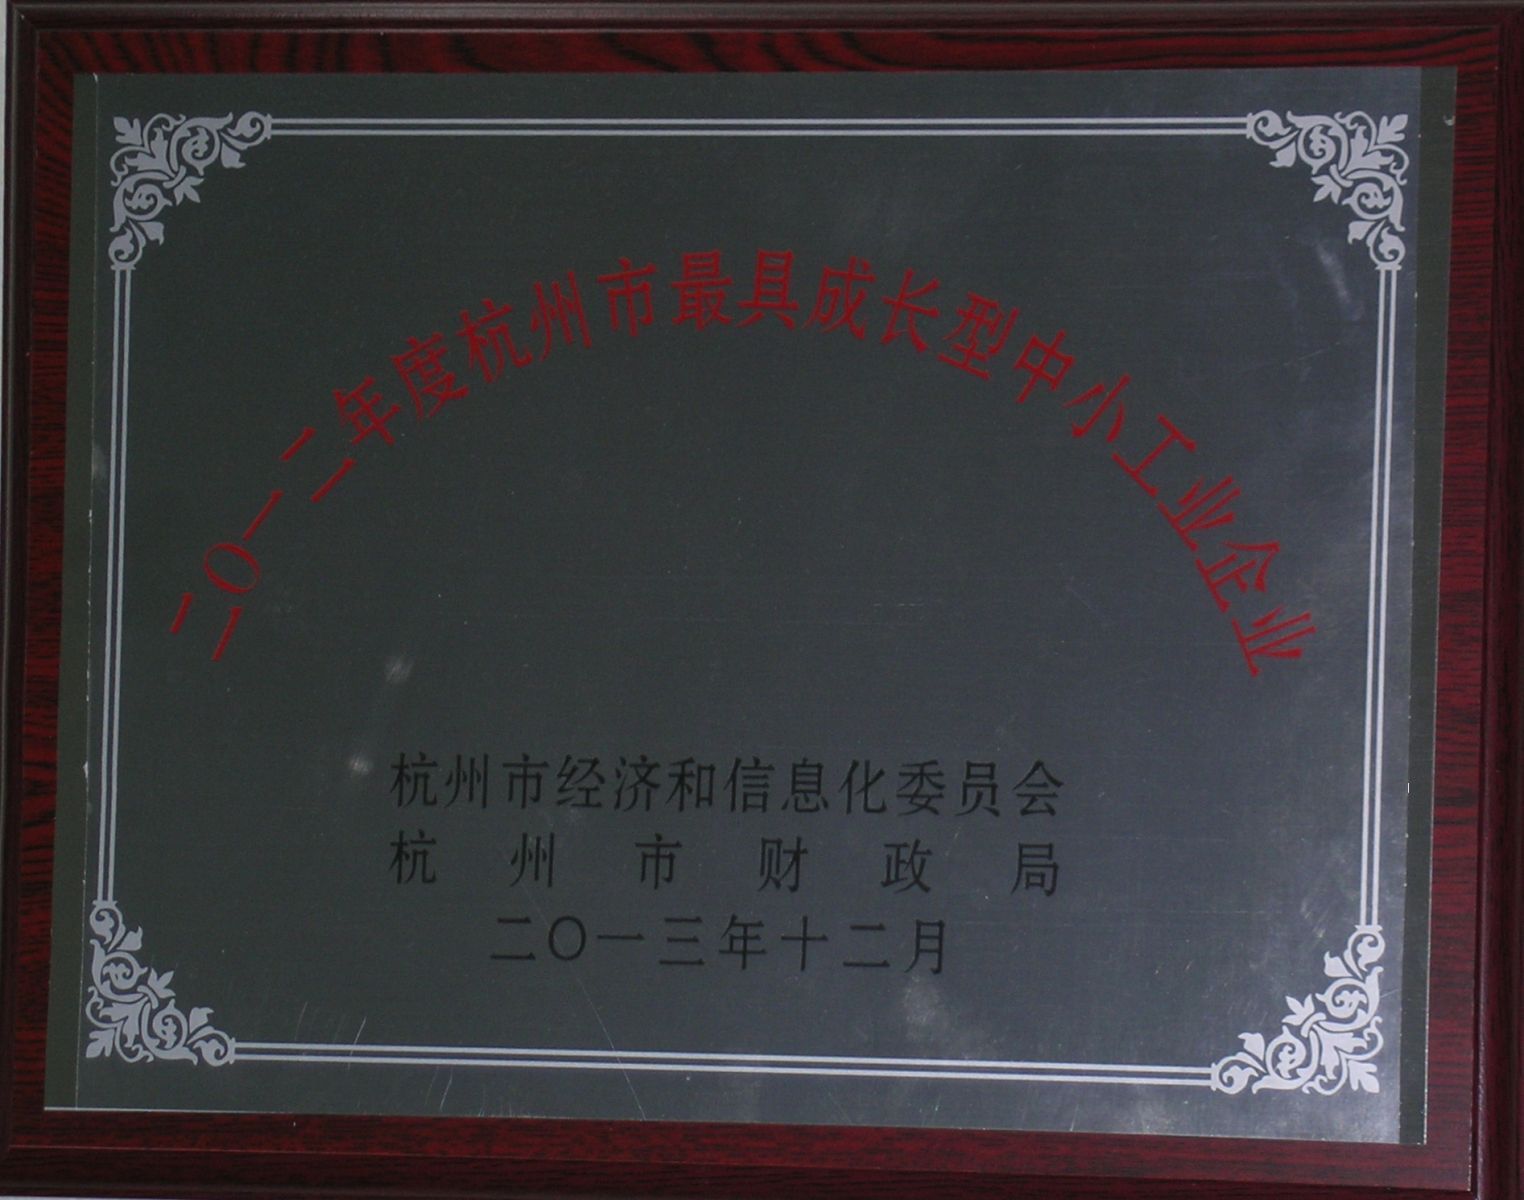 二〇一二年度杭州市最具成长型中小工业企业
杭州市经济和信息化委员会
杭州市财政局
二〇一三年十二月